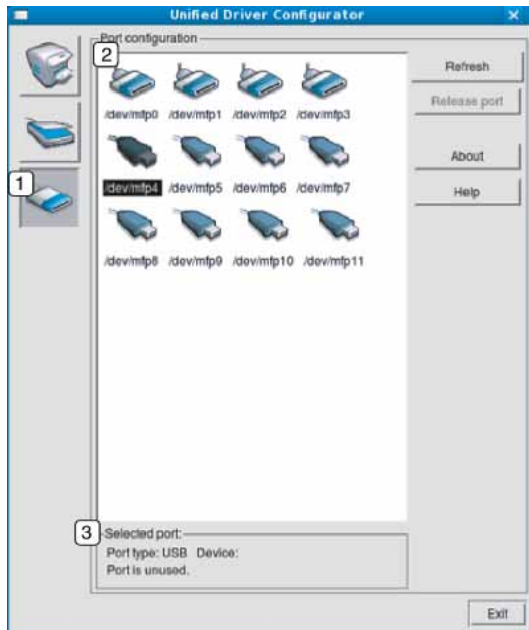 Unified Driver Configurator
Port configuration
2
/dev/mfp0 /dev/mfp1 /dev/mfp2 /dev/mfp3
/dev/mfp4 /dev/mfp5 /dev/mfp6 /dev/mfp7
/dev/mfp8 /dev/mfp9 /dev/mfp10 /dev/mfp11
1
Refresh
Release port
About
Help
3
Selected port:
Port type: USB Device:
Port is unused.
Exit